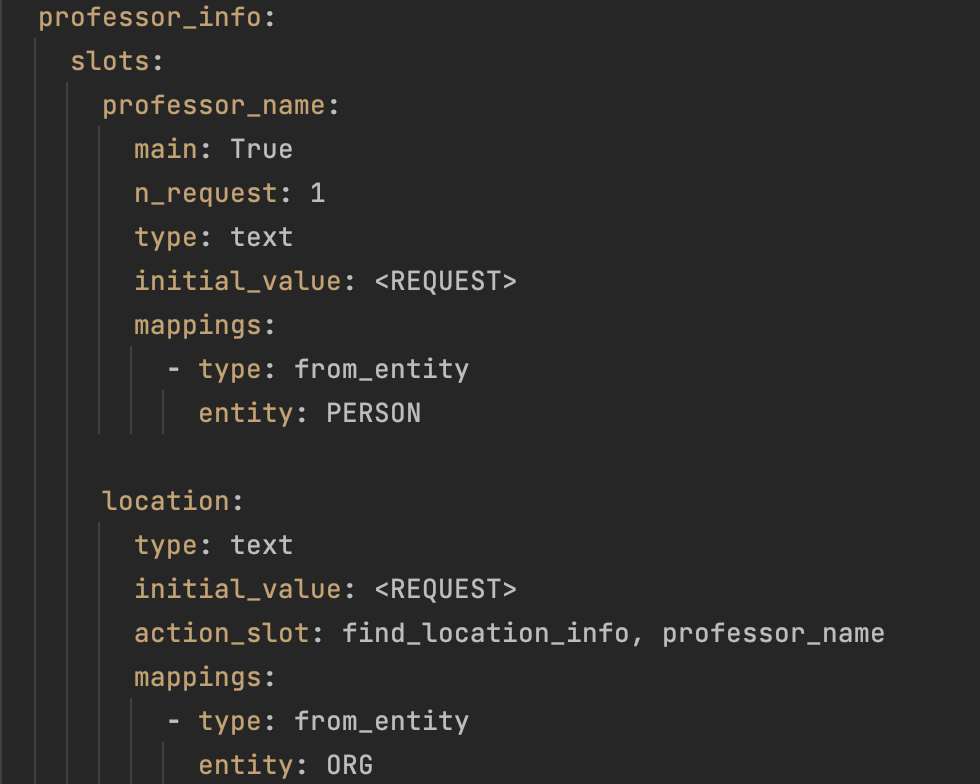 professor_info:
slots:
professor_name:
main: True
n_request: 1
type: text
initial_value: <REQUEST>
mappings:
- type: from_entity
entity: PERSON
location:
type: text
initial_value: <REQUEST>
action_slot: find_location_info, professor_name
mappings:
- type: from_entity
entity: ORG